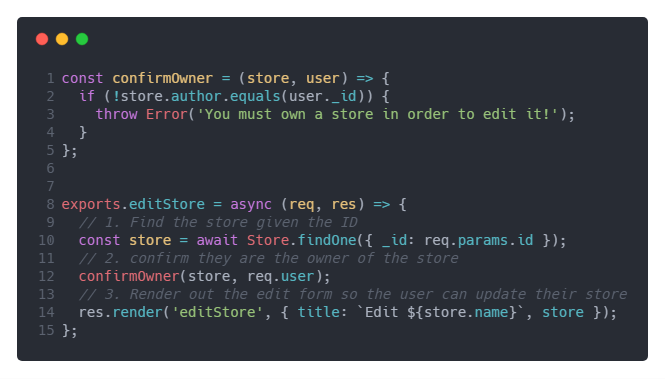 1 const confirmOwner = (store, user) => {
2   if (!store.author.equals(user._id)) {
3     throw Error('You must own a store in order to edit it!');
4   }
5 };
6
7
8 exports.editStore = async (req, res) => {
9   // 1. Find the store given the ID
10   const store = await Store.findOne({ _id: req.params.id });
11   // 2. confirm they are the owner of the store
12   confirmOwner(store, req.user);
13   // 3. Render out the edit form so the user can update their store
14   res.render('editStore', { title: `Edit ${store.name}`, store });
15 };